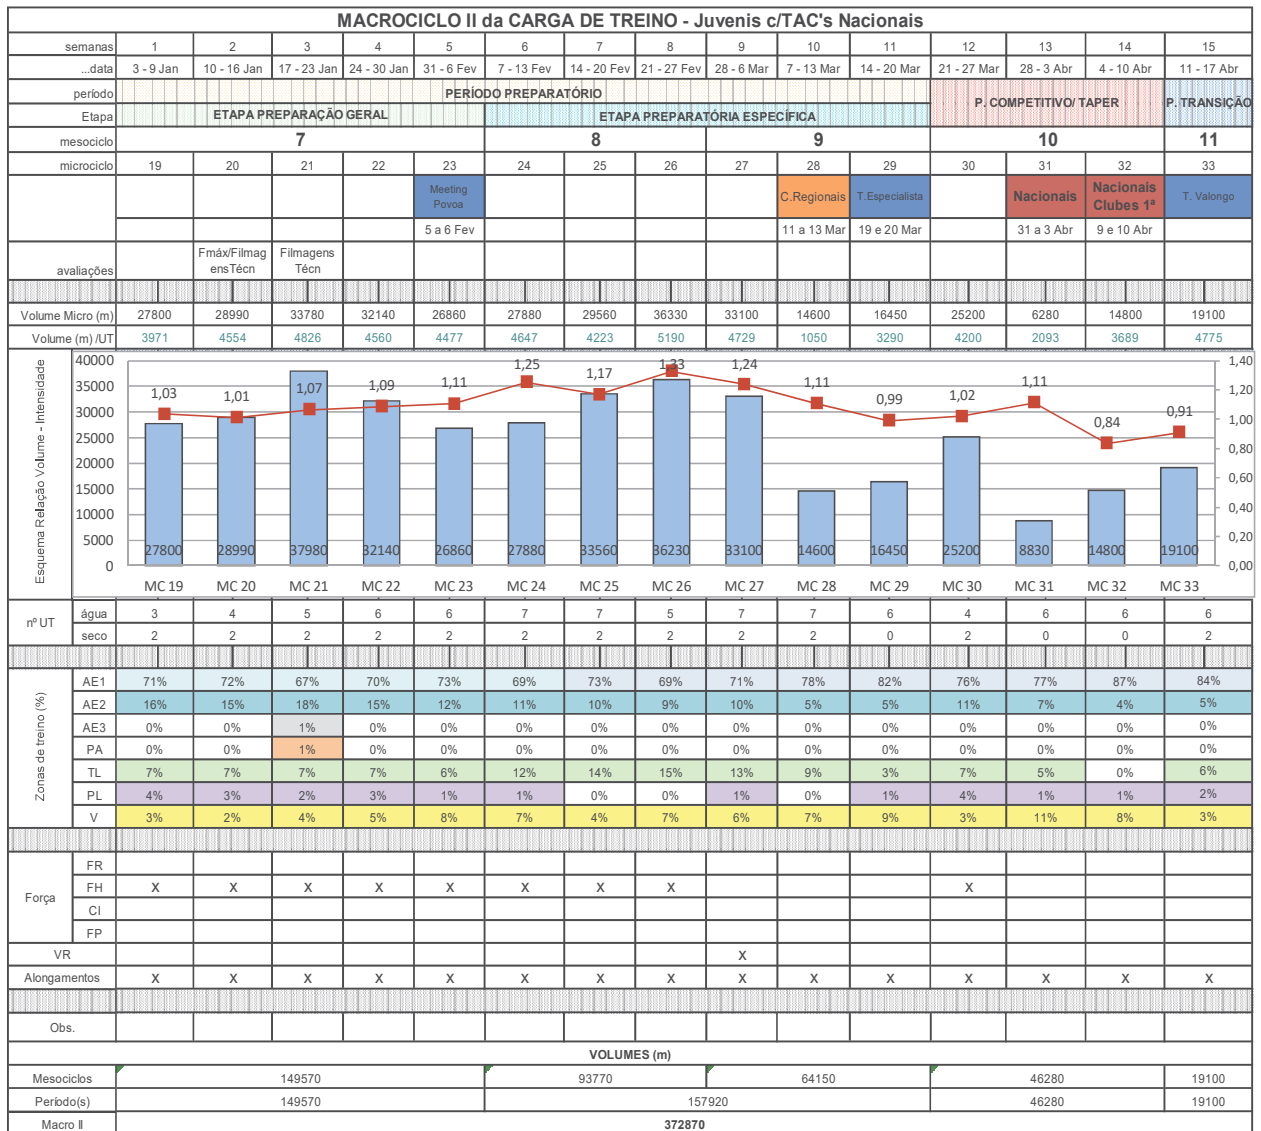 MACROCICLO II da CARGA DE TREINO - Juvenis c/TAC's Nacionais
semanas 1 2 3 4 5 6 7 8 9 10 11 12 13 14 15
...data 3 - 9 Jan 10 - 16 Jan 17 - 23 Jan 24 - 30 Jan 31 - 6 Fev 7 - 13 Fev 14 - 20 Fev 21 - 27 Fev 28 - 6 Mar 7 - 13 Mar 14 - 20 Mar 21 - 27 Mar 28 - 3 Abr 4 - 10 Abr 11 - 17 Abr
período PERÍODO PREPARATÓRIO P. COMPETITIVO/ TAPER P. TRANSIÇÃO
Etapa ETAPA PREPARAÇÃO GERAL ETAPA PREPARATÓRIA ESPECÍFICA
mesociclo 7 8 9 10 11
microciclo 19 20 21 22 23 24 25 26 27 28 29 30 31 32 33
Meeting Povoa C.Regionais T.Especialista Nacionais Nacionais Clubes 1ª T. Valongo
5 a 6 Fev 11 a 13 Mar 19 e 20 Mar 31 a 3 Abr 9 e 10 Abr
avaliações Fmáx/Filmag ensTécn Filmagens Técn
Volume Micro (m) 27800 28990 33780 32140 26860 27880 29560 36330 33100 14600 16450 25200 6280 14800 19100
Volume (m) /UT 3971 4554 4826 4560 4477 4647 4223 5190 4729 1050 3290 4200 2093 3689 4775
Esquema Relação Volume - Intensidade
40000 35000 30000 25000 20000 15000 10000 5000 0
1,03 1,01 1,07 1,09 1,11 1,25 1,17 1,33 1,24 1,11 0,99 1,02 1,11 0,84 0,91
1,40 1,20 1,00 0,80 0,60 0,40 0,20 0,00
27800 28990 37980 32140 26860 27880 33560 36230 33100 14600 16450 25200 8830 14800 19100
MC 19 MC 20 MC 21 MC 22 MC 23 MC 24 MC 25 MC 26 MC 27 MC 28 MC 29 MC 30 MC 31 MC 32 MC 33
nº UT
água 3 4 5 6 6 7 7 5 7 7 6 4 6 6 6
seco 2 2 2 2 2 2 2 2 2 2 0 2 0 0 2
Zonas de treino (%)
AE1 71% 72% 67% 70% 73% 69% 73% 69% 71% 78% 82% 76% 77% 87% 84%
AE2 16% 15% 18% 15% 12% 11% 10% 9% 10% 5% 5% 11% 7% 4% 5%
AE3 0% 0% 1% 0% 0% 0% 0% 0% 0% 0% 0% 0% 0% 0% 0%
PA 0% 0% 1% 0% 0% 0% 0% 0% 0% 0% 0% 0% 0% 0% 0%
TL 7% 7% 7% 7% 6% 12% 14% 15% 13% 9% 3% 7% 5% 0% 6%
PL 4% 3% 2% 3% 1% 1% 0% 0% 1% 0% 1% 4% 1% 1% 2%
V 3% 2% 4% 5% 8% 7% 4% 7% 6% 7% 9% 3% 11% 8% 3%
Força
FR
FH X X X X X X X X X
CI
FP
VR X
Alongamentos X X X X X X X X X X X X X X X
Obs.
VOLUMES (m)
Mesociclos 149570 93770 64150 46280 19100
Período(s) 149570 157920 46280 19100
Macro II 372870